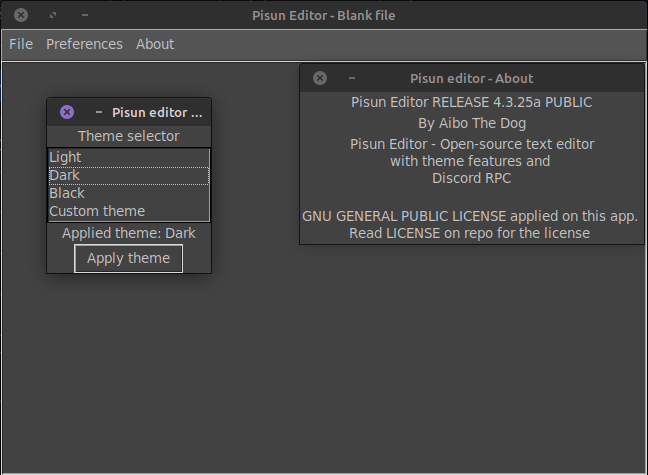 Pisun Editor - Blank file
File Preferences About
Pisun editor - About
Pisun Editor RELEASE 4.3.25a PUBLIC
By Aibo The Dog
Pisun Editor - Open-source text editor
with theme features and
Discord RPC
GNU GENERAL PUBLIC LICENSE applied on this app.
Read LICENSE on repo for the license
Pisun editor ...
Theme selector
Light
Dark
Black
Custom theme
Applied theme: Dark
Apply theme